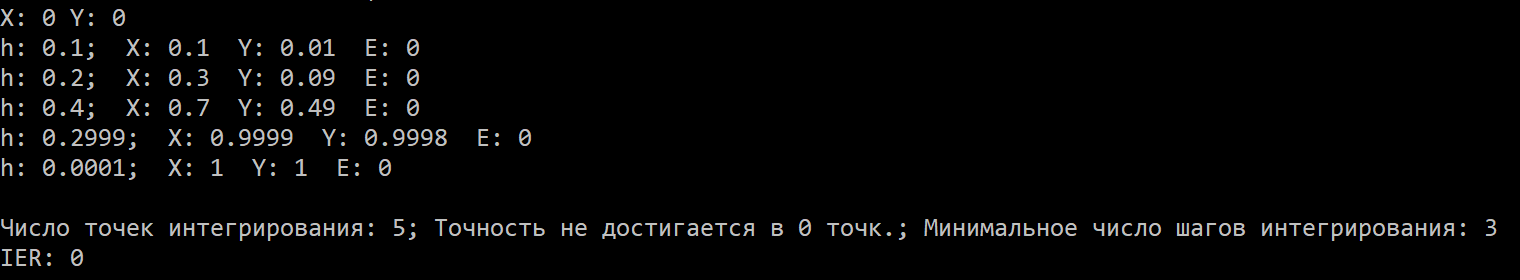 X: 0 Y: 0
h: 0.1;  X: 0.1  Y: 0.01  E: 0
h: 0.2;  X: 0.3  Y: 0.09  E: 0
h: 0.4;  X: 0.7  Y: 0.49  E: 0
h: 0.2999;  X: 0.9999  Y: 0.9998  E: 0
h: 0.0001;  X: 1  Y: 1  E: 0
Число точек интегрирования: 5; Точность не достигается в 0 точк.; Минимальное число шагов интегрирования: 3
IER: 0